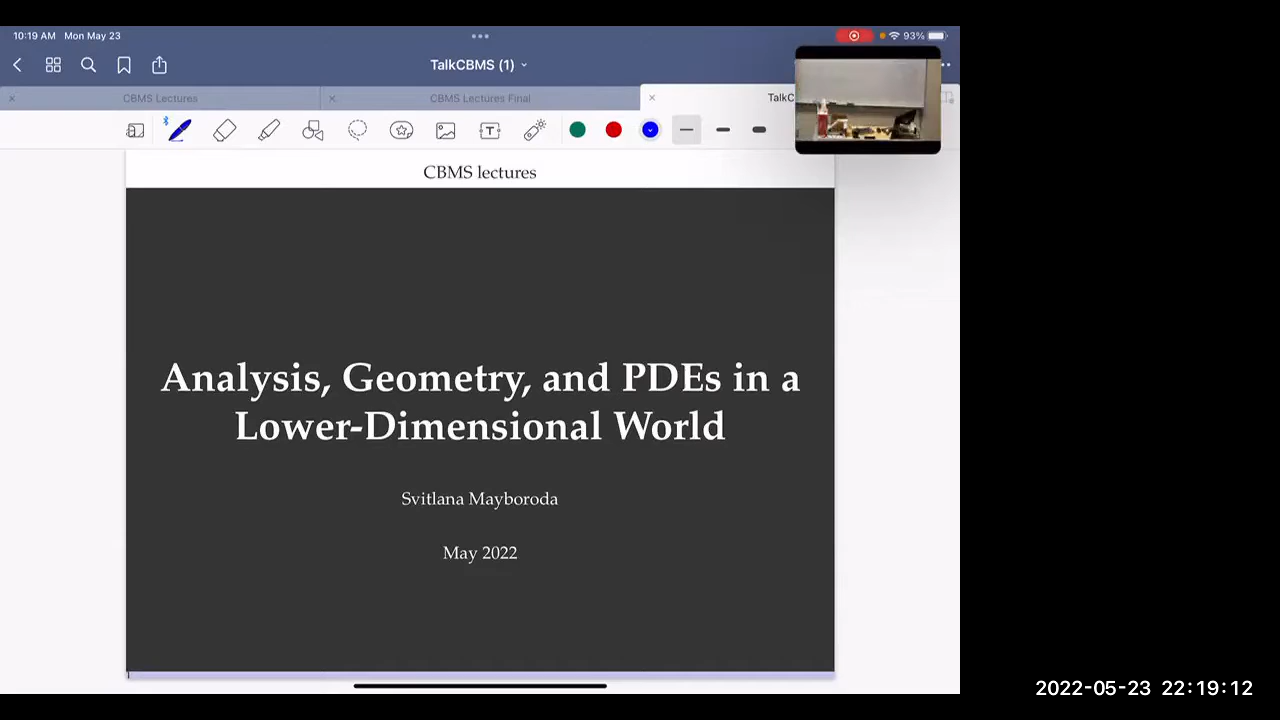 10:19 AM Mon May 23
93%
TalkCBMS (1)
CBMS Lectures
CBMS Lectures Final
TalkC
T
CBMS lectures
Analysis, Geometry, and PDEs in a
Lower-Dimensional World
Svitlana Mayboroda
May 2022
1
2022-05-23 22:19:12